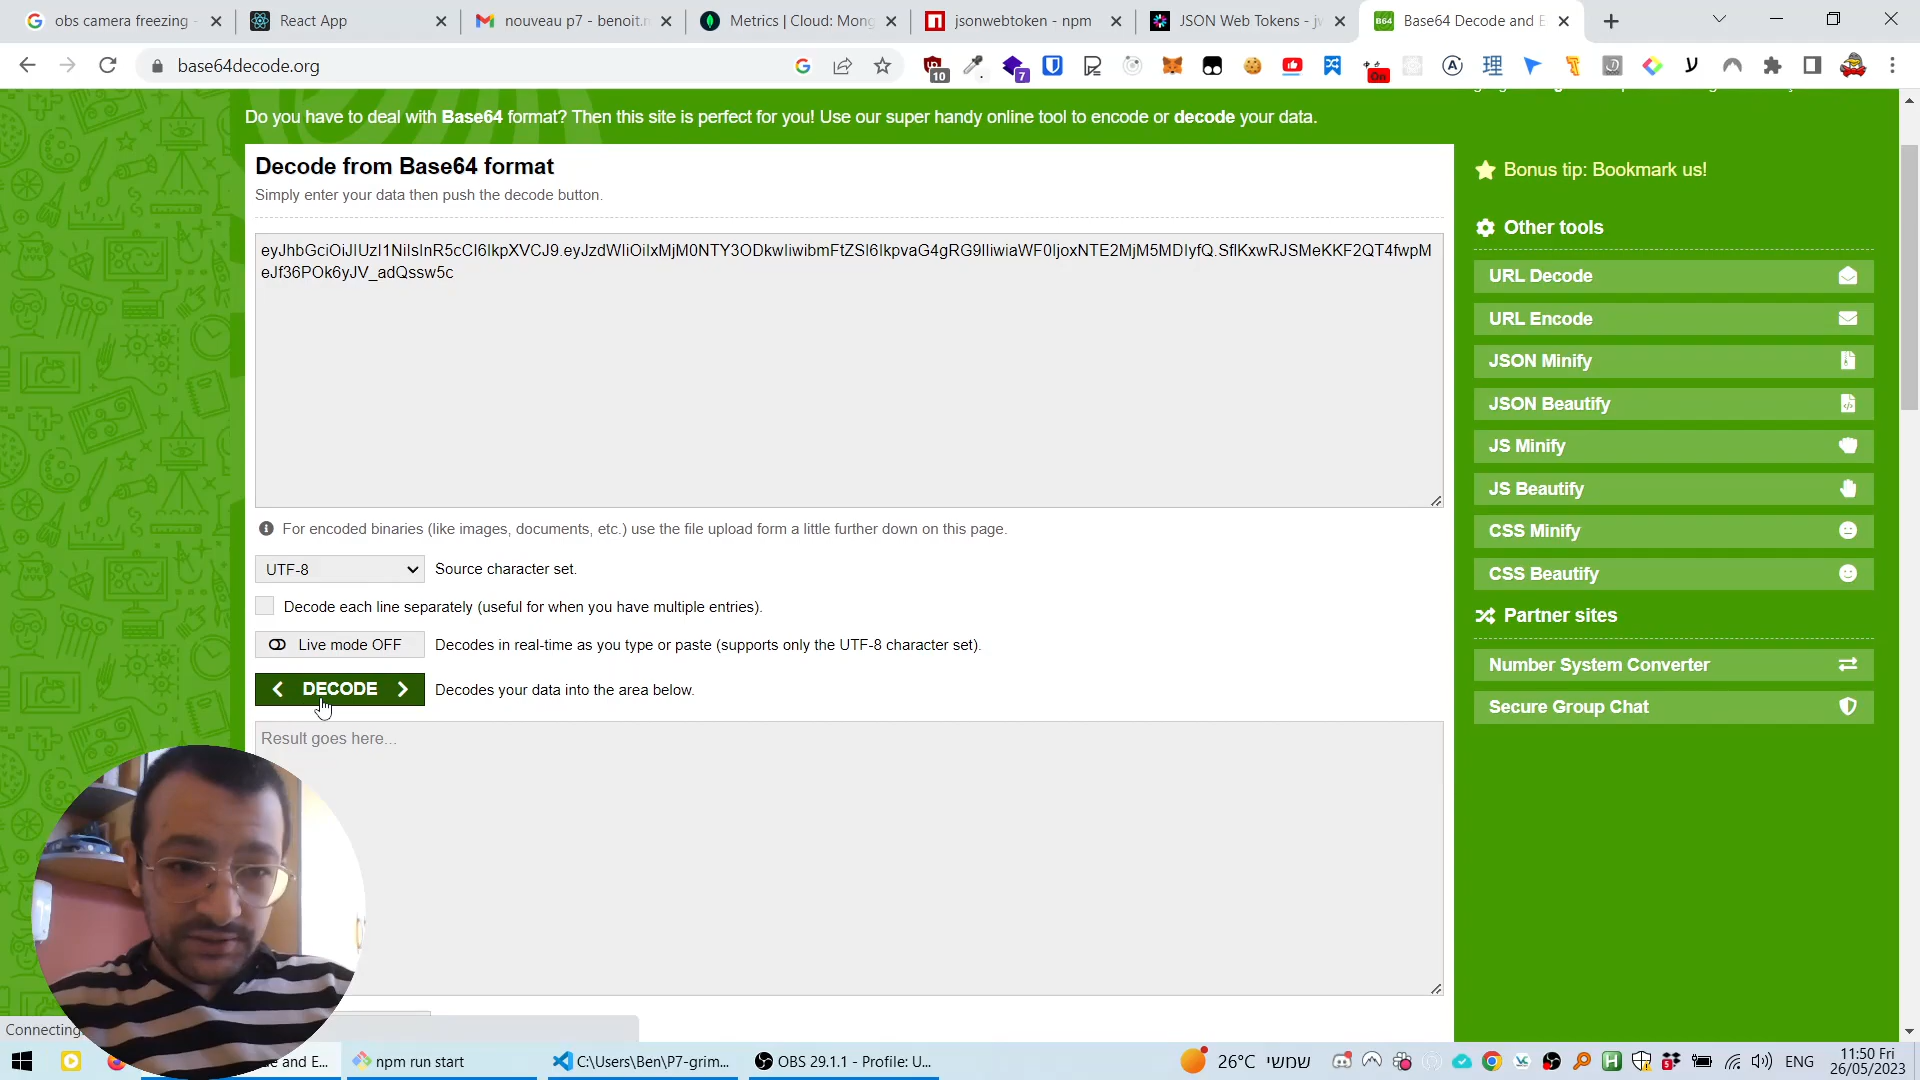 obs camera freezing -
React App
nouveau p7 - benoit.
Metrics | Cloud: Mong
jsonwebtoken - npm
JSON Web Tokens - jw
Base64 Decode and E
base64decode.org
10
7
On
Do you have to deal with Base64 format? Then this site is perfect for you! Use our super handy online tool to encode or decode your data.
Decode from Base64 format
Simply enter your data then push the decode button.
eyJhbGciOiJIUzI1NiIsInR5cCI6IkpXVCJ9.eyJzdWIiOiIxMjM0NTY3ODkwIiwibmFtZSI6IkpvaG4gRG9lIiwiaWF0IjoxNTE2MjM5MDIyfQ.SflKxwRJSMeKKF2QT4fwpM
eJf36POk6yJV_adQssw5c
For encoded binaries (like images, documents, etc.) use the file upload form a little further down on this page.
UTF-8 Source character set.
Decode each line separately (useful for when you have multiple entries).
Live mode OFF Decodes in real-time as you type or paste (supports only the UTF-8 character set).
DECODE Decodes your data into the area below.
Result goes here...
Bonus tip: Bookmark us!
Other tools
URL Decode
URL Encode
JSON Minify
JSON Beautify
JS Minify
JS Beautify
CSS Minify
CSS Beautify
Partner sites
Number System Converter
Secure Group Chat
Connecting
e and E...
npm run start
C:\Users\Ben\P7-grim...
OBS 29.1.1 - Profile: U...
26°C שמשי
ENG
11:50 Fri
26/05/2023